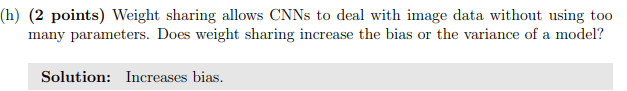 (h) (2 points) Weight sharing allows CNNs to deal with image data without using too
many parameters. Does weight sharing increase the bias or the variance of a model?
Solution: Increases bias.